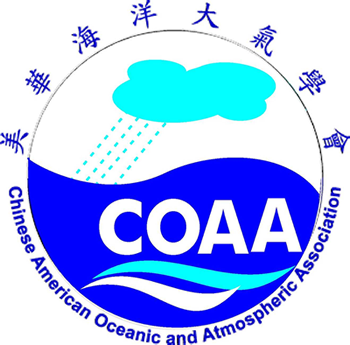 美華海洋大氣學會
COAA
Chinese American Oceanic and Atmospheric Association